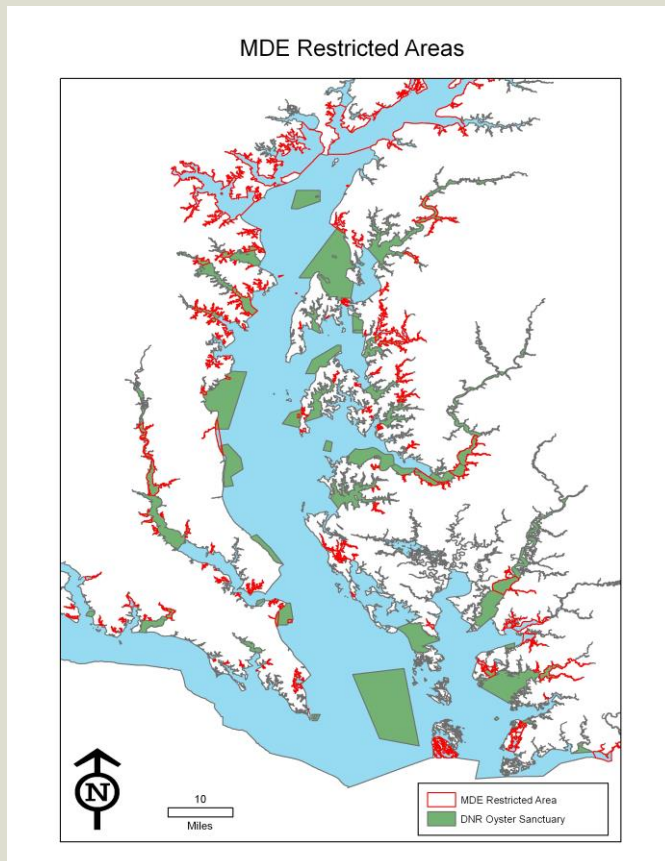 MDE Restricted Areas
N
10
Miles
MDE Restricted Area
DNR Oyster Sanctuary